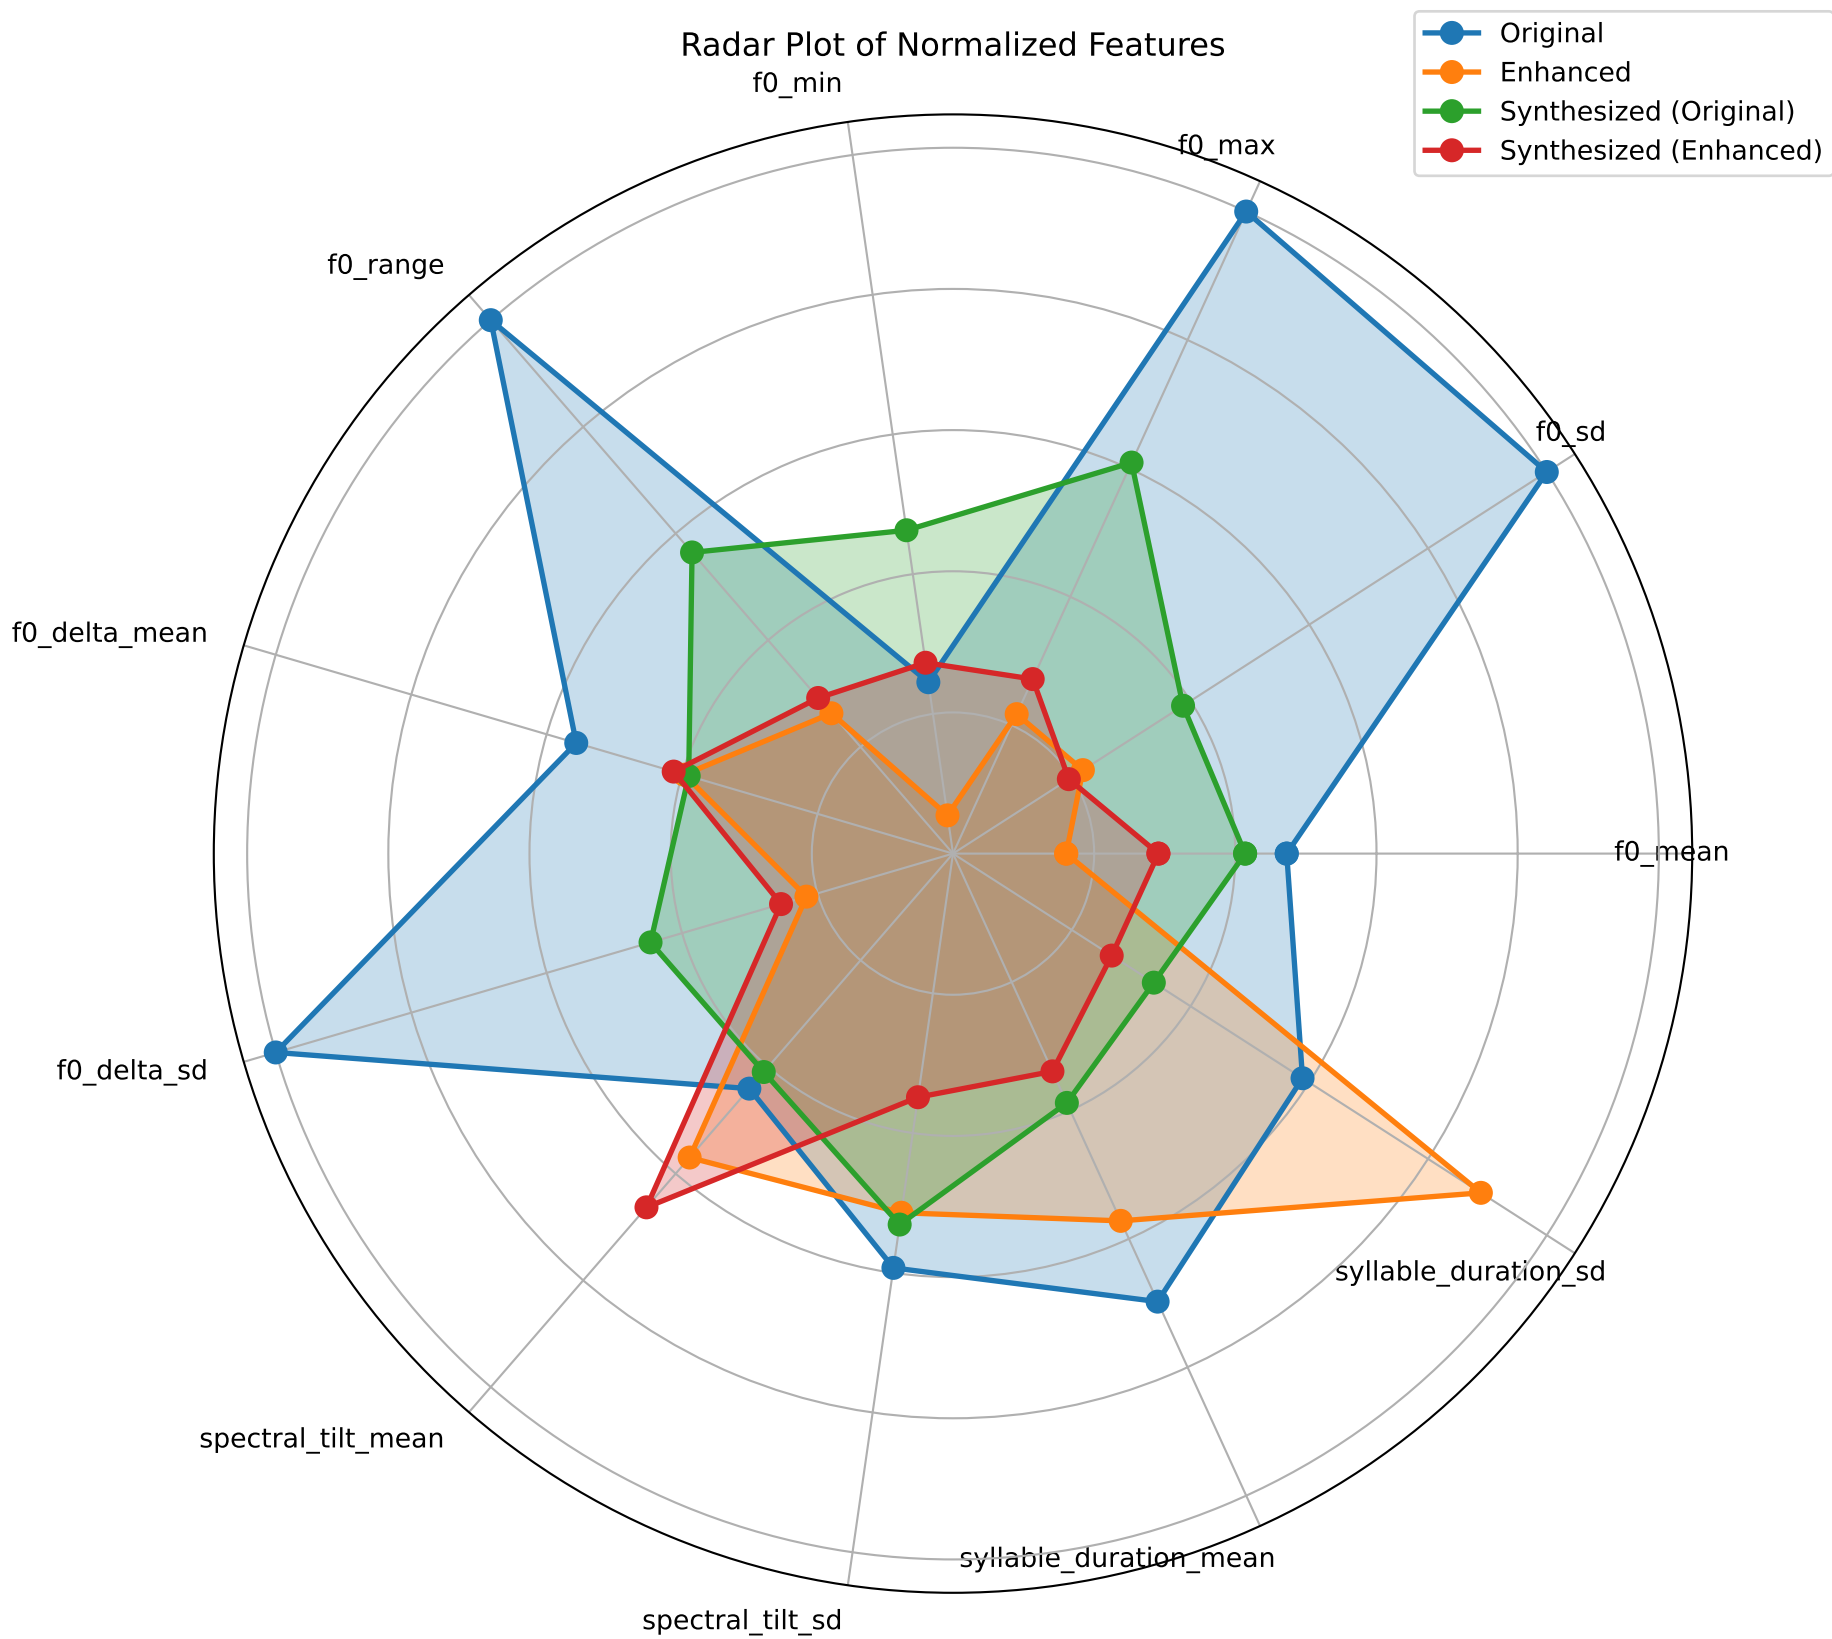 Radar Plot of Normalized Features
Original
Enhanced
Synthesized (Original)
Synthesized (Enhanced)
f0_min
f0_max
f0_range
f0_sd
f0_delta_mean
f0_mean
f0_delta_sd
syllable_duration_sd
spectral_tilt_mean
syllable_duration_mean
spectral_tilt_sd